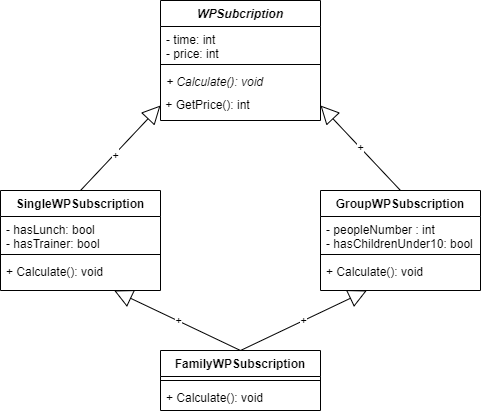 WPSubcription
- time: int
- price: int
+ Calculate(): void
+ GetPrice(): int
+
+
SingleWPSubscription
- hasLunch: bool
- hasTrainer: bool
+ Calculate(): void
GroupWPSubscription
- peopleNumber : int
- hasChildrenUnder10: bool
+ Calculate(): void
+
+
FamilyWPSubscription
+ Calculate(): void